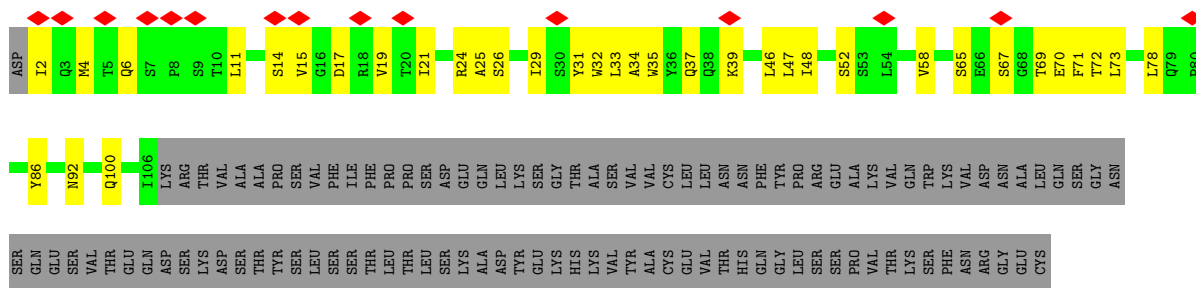 ASP I2 Q3 M4 T5 Q6 S7 P8 S9 T10 L11 S14 V15 G16 D17 R18 V19 T20 I21 R24 A25 S26 I29 S30 Y31 W32 L33 A34 W35 Y36 Q37 Q38 K39 L46 L47 I48 S52 S53 L54 V58 S65 E66 S67 G68 T69 E70 F71 T72 L73 L78 Q79 P80
Y86 N92 Q100 I106 LYS ARG THR VAL ALA ALA PRO SER VAL PHE ILE PHE PRO PRO SER ASP GLU GLN LEU LYS SER GLY THR ALA SER VAL VAL CYS LEU LEU ASN ASN PHE TYR PRO ARG GLU ALA LYS VAL GLN TRP LYS VAL ASP ASN ALA LEU GLN SER GLY ASN
SER GLN GLU SER VAL THR GLU GLN ASP SER LYS ASP SER THR TYR SER LEU SER SER THR LEU THR LEU SER LYS ALA ASP TYR GLU LYS HIS LYS VAL TYR ALA CYS GLU VAL THR HIS GLN GLY LEU SER SER PRO VAL THR LYS SER PHE ASN ARG GLY GLU CYS